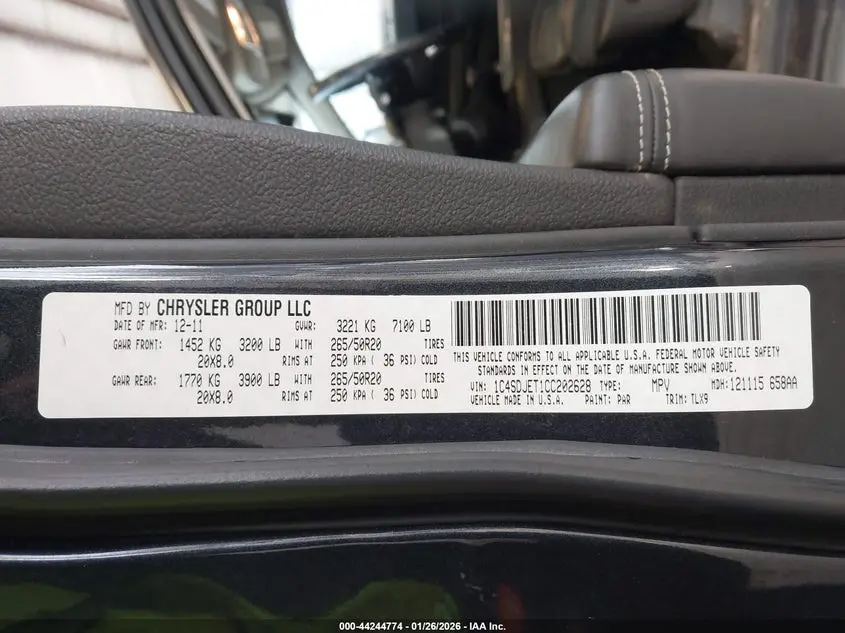 MFD BY CHRYSLER GROUP LLC
DATE OF MFR: 12-11 GVWR: 3221 KG 7100 LB
GAWR FRONT: 1452 KG 3200 LB WITH 265/50R20 TIRES
20X8.0 RIMS AT 250 KPA ( 36 PSI) COLD
GAWR REAR: 1770 KG 3900 LB WITH 265/50R20 TIRES
20X8.0 RIMS AT 250 KPA ( 36 PSI) COLD
THIS VEHICLE CONFORMS TO ALL APPLICABLE U.S.A. FEDERAL MOTOR VEHICLE SAFETY
STANDARDS IN EFFECT ON THE DATE OF MANUFACTURE SHOWN ABOVE.
VIN: 1C4SDJET1CC202628 TYPE: MPV MDH: 121115 658AA
VEHICLE MADE IN U.S.A. PAINT: PAR TRIM: TLX9
000-44244774 - 01/26/2026 - IAA Inc.